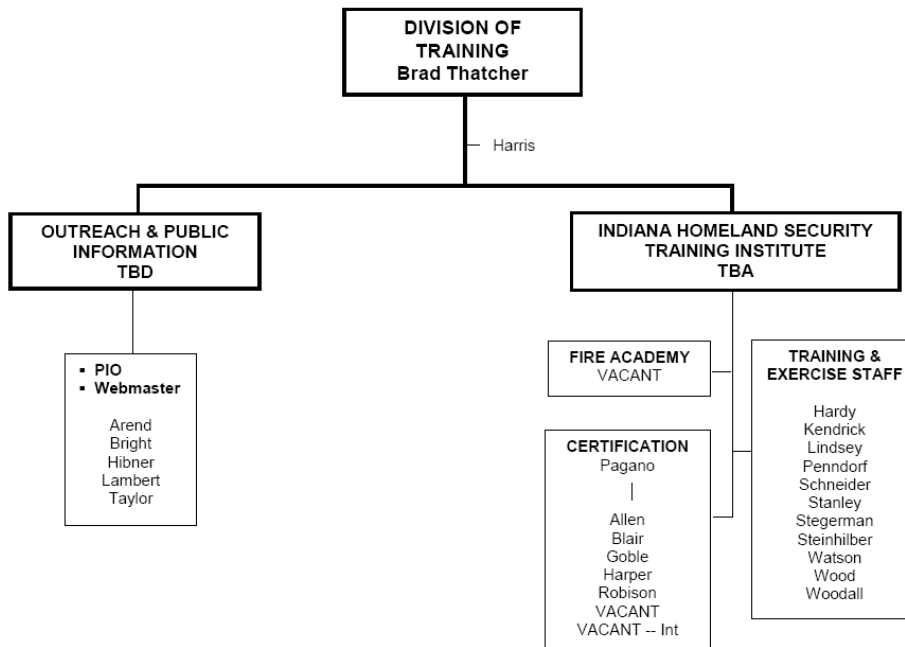 DIVISION OF
TRAINING
Brad Thatcher
Harris
OUTREACH & PUBLIC
INFORMATION
TBD
▪ PIO
▪ Webmaster
Arend
Bright
Hibner
Lambert
Taylor
INDIANA HOMELAND SECURITY
TRAINING INSTITUTE
TBA
FIRE ACADEMY
VACANT
CERTIFICATION
Pagano
Allen
Blair
Goble
Harper
Robison
VACANT
VACANT -- Int
TRAINING &
EXERCISE STAFF
Hardy
Kendrick
Lindsey
Penndorf
Schneider
Stanley
Stegerman
Steinhilber
Watson
Wood
Woodall